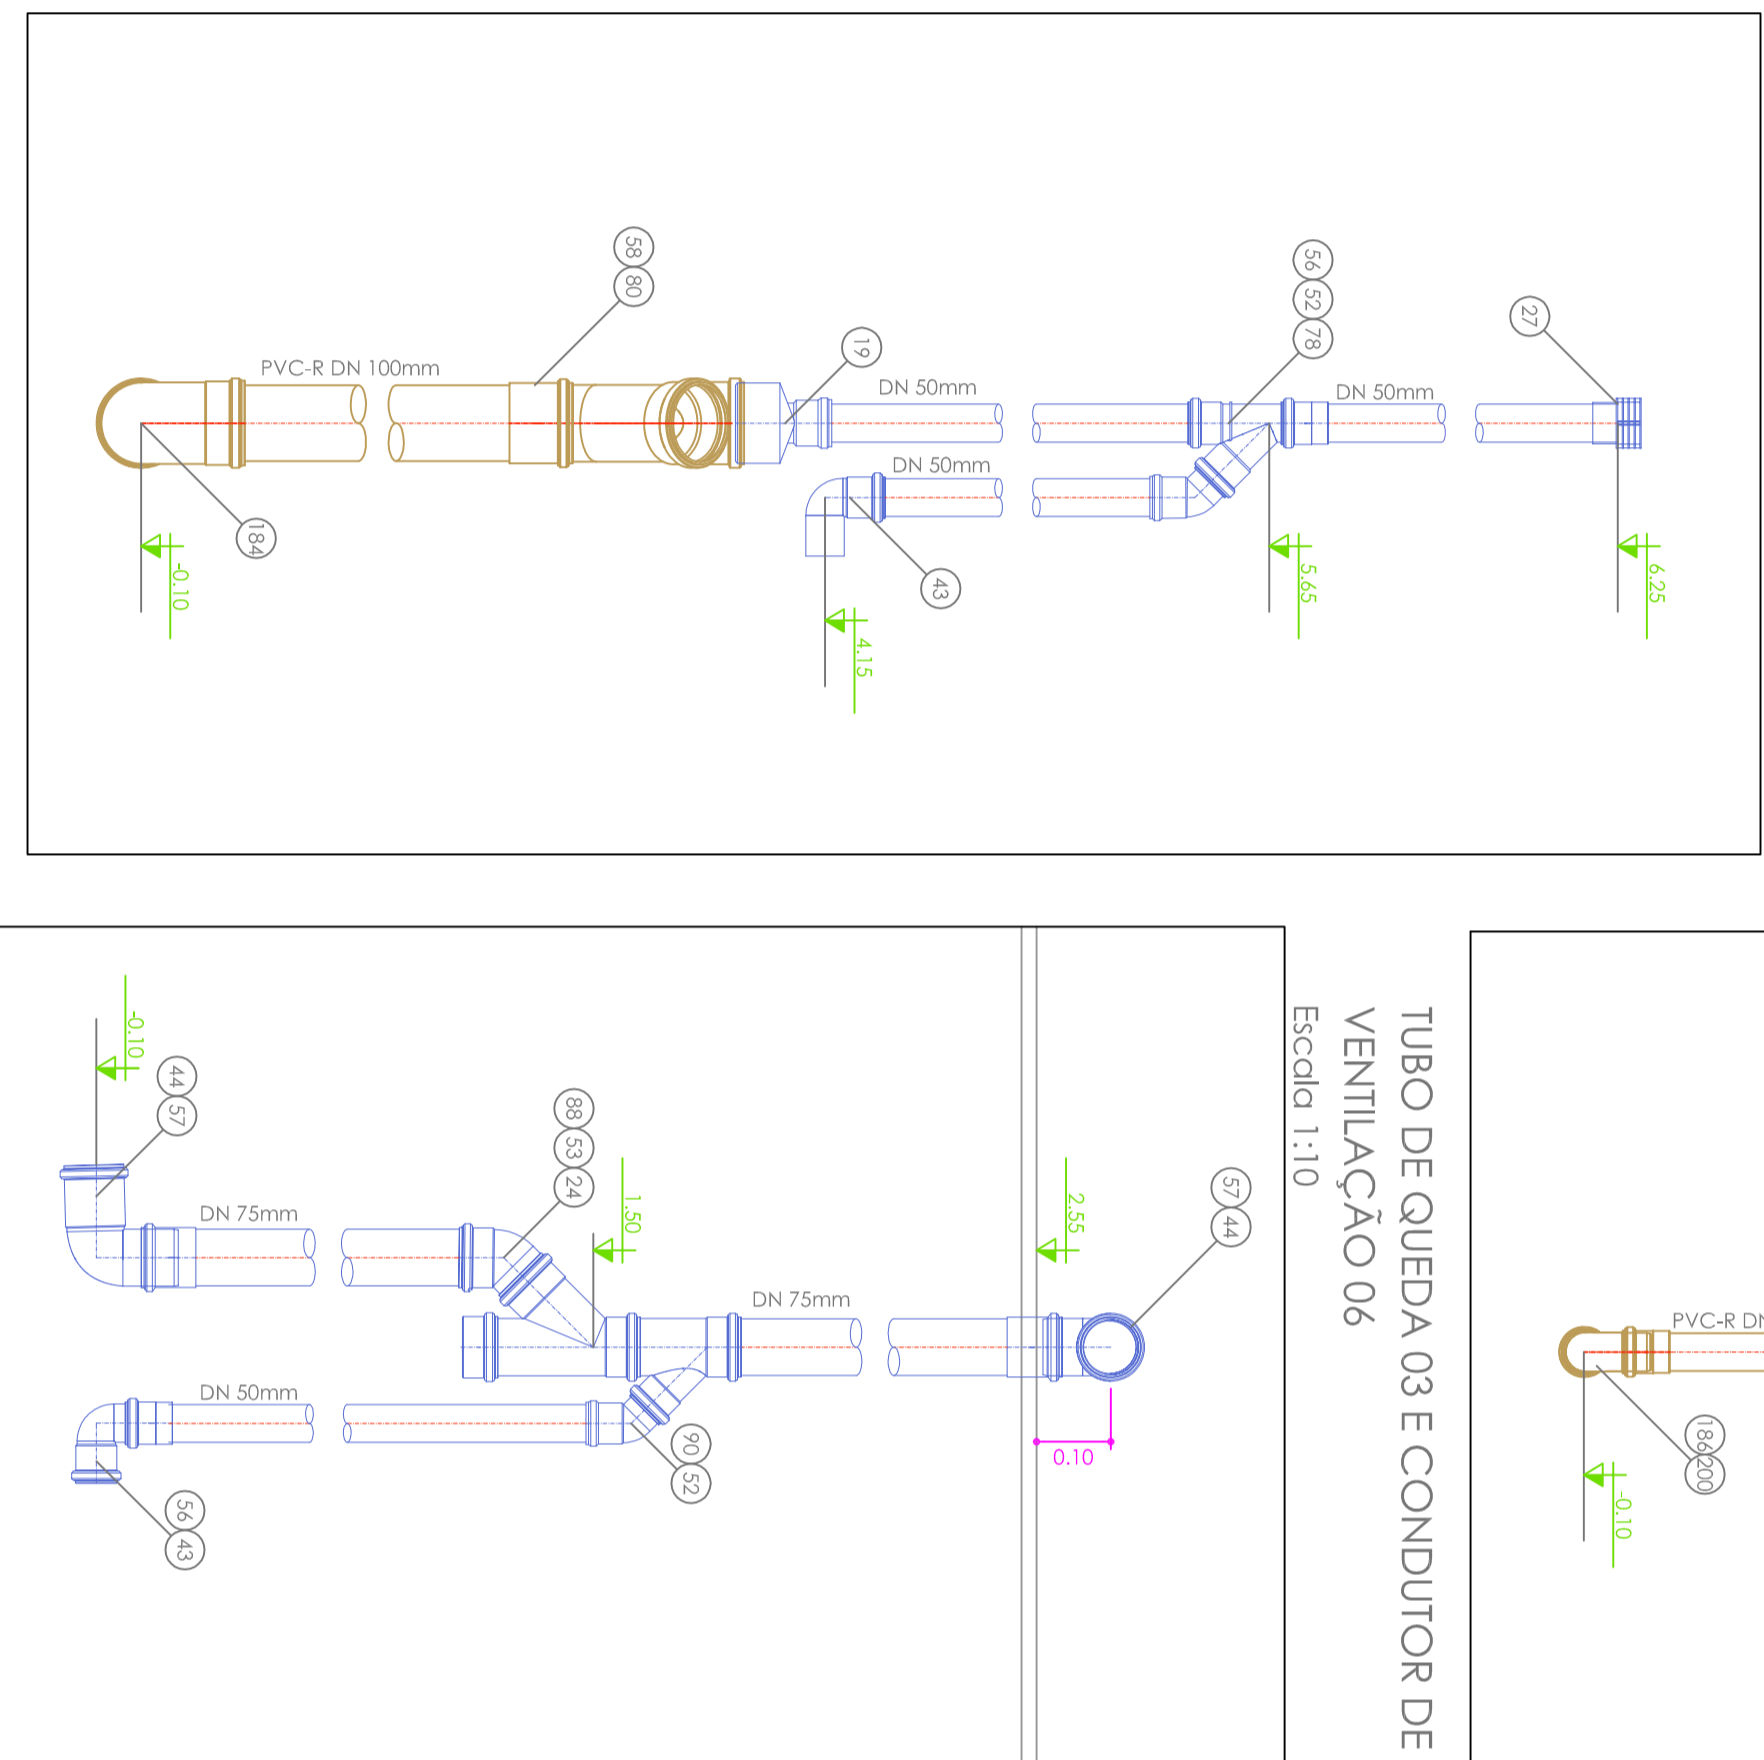 58
80
PVC-R DN 100mm
184
-0.10
19
DN 50mm
DN 50mm
43
4.15
56
52
78
DN 50mm
5.65
27
6.25
-0.10
44
57
DN 75mm
88
53
24
1.50
DN 75mm
2.55
57
44
0.10
DN 50mm
56
43
90
52
TUBO DE QUEDA 03 E CONDUTOR DE
VENTILAÇÃO 06
Escala 1:10
PVC-R DN
186
200
-0.10